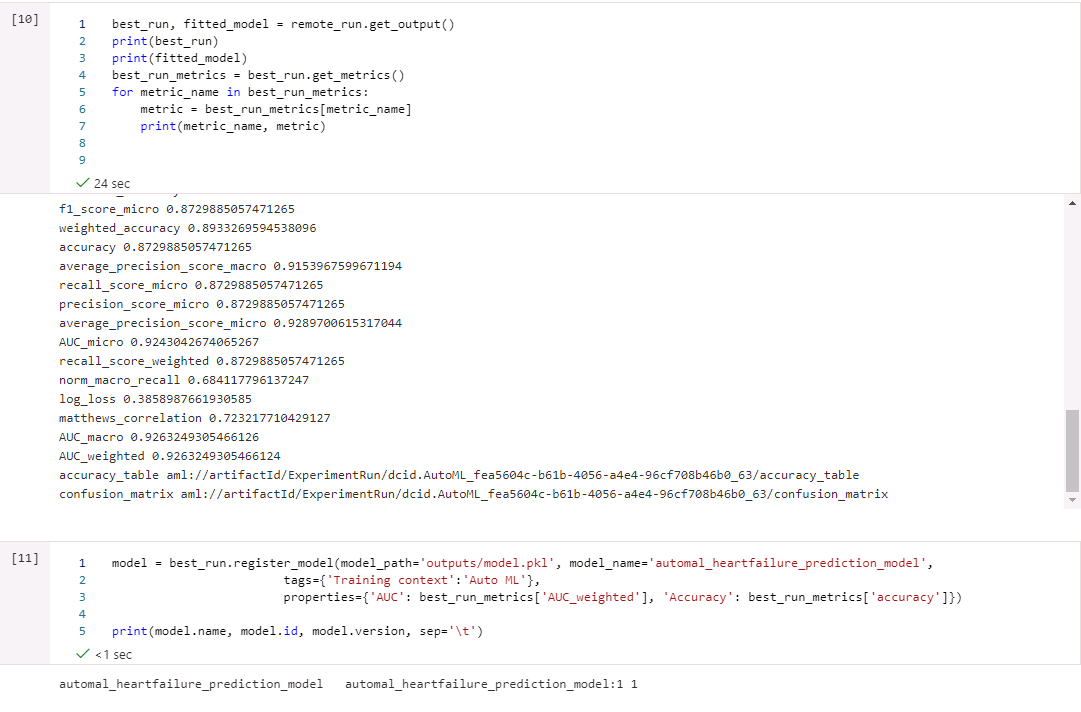 [10]
1 best_run, fitted_model = remote_run.get_output()
2 print(best_run)
3 print(fitted_model)
4 best_run_metrics = best_run.get_metrics()
5 for metric_name in best_run_metrics:
6     metric = best_run_metrics[metric_name]
7     print(metric_name, metric)
8
9
24 sec
f1_score_micro 0.8729885057471265
weighted_accuracy 0.8933269594538096
accuracy 0.8729885057471265
average_precision_score_macro 0.9153967599671194
recall_score_micro 0.8729885057471265
precision_score_micro 0.8729885057471265
average_precision_score_micro 0.9289700615317044
AUC_micro 0.9243042674065267
recall_score_weighted 0.8729885057471265
norm_macro_recall 0.684117796137247
log_loss 0.3858987661930585
matthews_correlation 0.723217710429127
AUC_macro 0.9263249305466126
AUC_weighted 0.9263249305466124
accuracy_table aml://artifactId/ExperimentRun/dcid.AutoML_fea5604c-b61b-4056-a4e4-96cf708b46b0_63/accuracy_table
confusion_matrix aml://artifactId/ExperimentRun/dcid.AutoML_fea5604c-b61b-4056-a4e4-96cf708b46b0_63/confusion_matrix
[11]
1 model = best_run.register_model(model_path='outputs/model.pkl', model_name='automal_heartfailure_prediction_model',
2                         tags={'Training context':'Auto ML'},
3                         properties={'AUC': best_run_metrics['AUC_weighted'], 'Accuracy': best_run_metrics['accuracy']})
4
5 print(model.name, model.id, model.version, sep='\t')
<1 sec
automal_heartfailure_prediction_model   automal_heartfailure_prediction_model:1 1